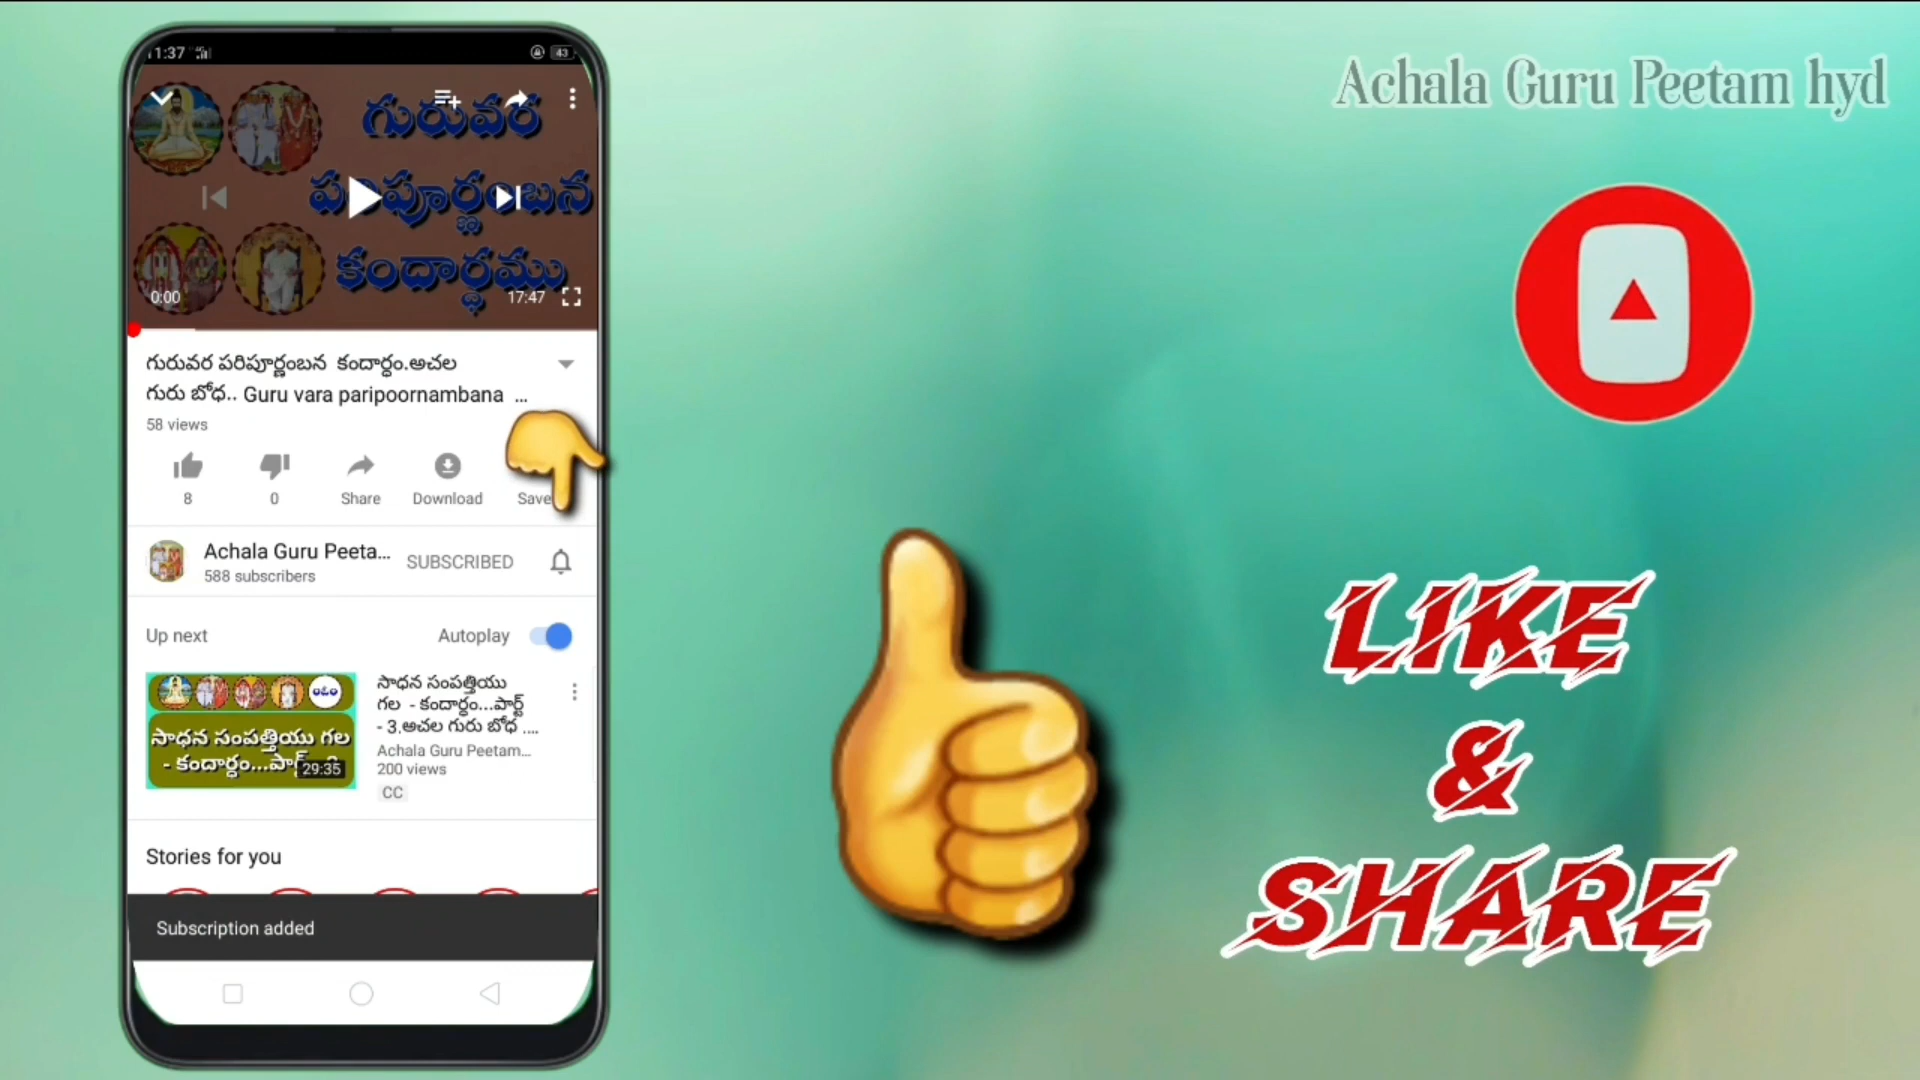 11:37
43
Achala Guru Peetam hyd
గురువర
పరిపూర్ణంబన
కందార్థము
0:00
17:47
గురువర పరిపూర్ణంబన కందార్థం.అచల
గురు బోధ.. Guru vara paripoornambana ...
58 views
8
0
Share
Download
Save
Achala Guru Peeta...
SUBSCRIBED
588 subscribers
Up next
Autoplay
సాధన సంపత్తియు గల
- కందార్థం...పార్ట్
29:35
సాధన సంపత్తియు
గల - కందార్థం...పార్ట్
- 3.అచల గురు బోధ ....
Achala Guru Peetam...
200 views
CC
Stories for you
Subscription added
LIKE
&
SHARE